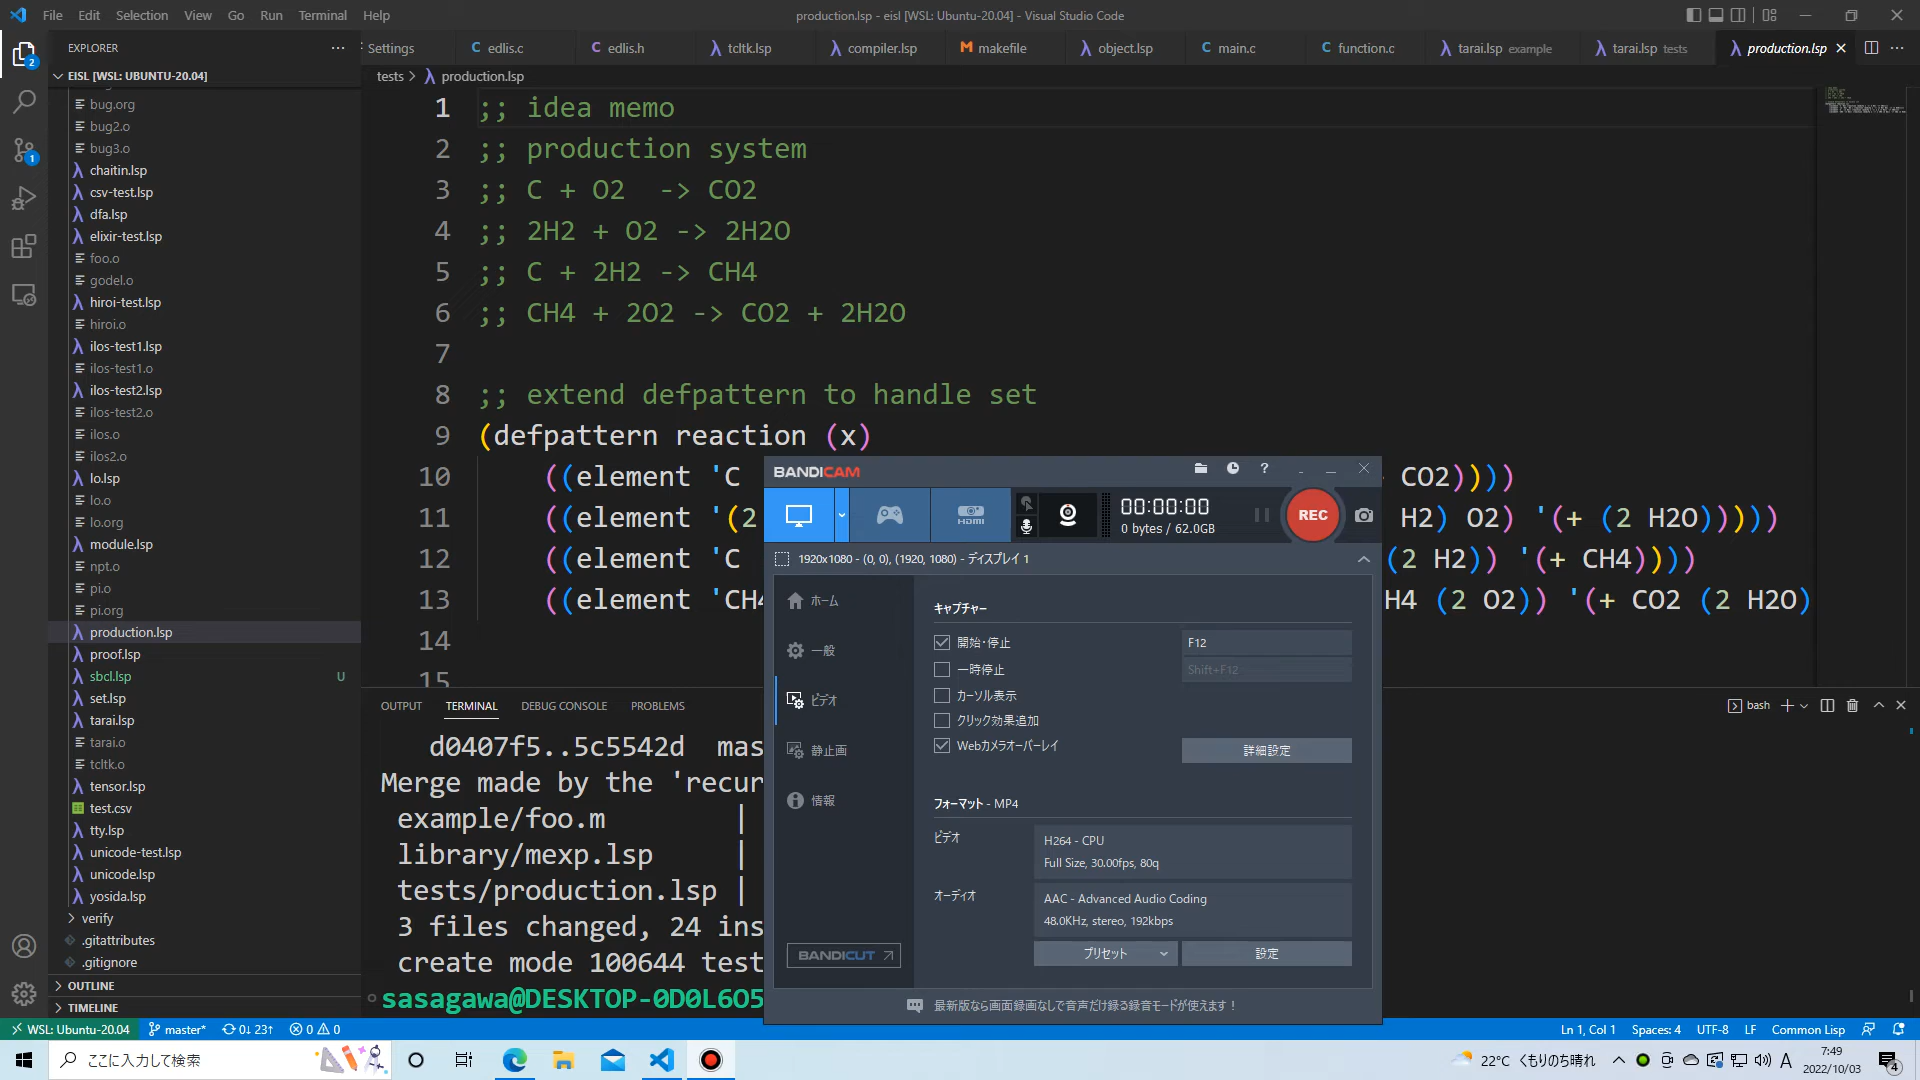 File Edit Selection View Go Run Terminal Help
production.lsp - eisl [WSL: Ubuntu-20.04] - Visual Studio Code
EXPLORER
Settings edlis.c edlis.h tcltk.lsp compiler.lsp makefile object.lsp main.c function.c tarai.lsp example tarai.lsp tests production.lsp
tests > production.lsp
EISL [WSL: UBUNTU-20.04]
bug.org
bug2.o
bug3.o
chaitin.lsp
csv-test.lsp
dfa.lsp
elixir-test.lsp
foo.o
godel.o
hiroi-test.lsp
hiroi.o
ilos-test1.lsp
ilos-test1.o
ilos-test2.lsp
ilos-test2.o
ilos.o
ilos2.o
lo.lsp
lo.o
lo.org
module.lsp
npt.o
pi.o
pi.org
production.lsp
proof.lsp
sbcl.lsp U
set.lsp
tarai.lsp
tarai.o
tcltk.o
tensor.lsp
test.csv
tty.lsp
unicode-test.lsp
unicode.lsp
yosida.lsp
verify
.gitattributes
.gitignore
OUTLINE
TIMELINE
2
1
1 ;; idea memo
2 ;; production system
3 ;; C + O2  -> CO2
4 ;; 2H2 + O2 -> 2H2O
5 ;; C + 2H2 -> CH4
6 ;; CH4 + 2O2 -> CO2 + 2H2O
7
8 ;; extend defpattern to handle set
9 (defpattern reaction (x)
10 ((element 'C CO2))))
11 ((element '(2 H2) O2) '(+ (2 H2O)))))
12 ((element 'C (2 H2)) '(+ CH4))))
13 ((element 'CH4 H4 (2 O2)) '(+ CO2 (2 H2O)
14
15
BANDICAM
?
HDMI
00:00:00
0 bytes / 62.0GB
REC
1920x1080 - (0, 0), (1920, 1080) - ディスプレイ 1
ホーム
一般
ビデオ
静止画
情報
BANDICUT
キャプチャー
開始・停止 F12
一時停止 Shift+F12
カーソル表示
クリック効果追加
Webカメラオーバーレイ 詳細設定
フォーマット - MP4
ビデオ
H264 - CPU
Full Size, 30.00fps, 80q
オーディオ
AAC - Advanced Audio Coding
48.0KHz, stereo, 192kbps
プリセット 設定
最新版なら画面録画なしで音声だけ録る録音モードが使えます！
OUTPUT TERMINAL DEBUG CONSOLE PROBLEMS
bash
d0407f5..5c5542d  mas
Merge made by the 'recur
example/foo.m |
library/mexp.lsp |
tests/production.lsp |
3 files changed, 24 ins
create mode 100644 test
sasagawa@DESKTOP-0D0L6O5
WSL: Ubuntu-20.04 master* 0↓ 23↑ 0 0
Ln 1, Col 1 Spaces: 4 UTF-8 LF Common Lisp
ここに入力して検索
22°C くもりのち晴れ
A
7:49
2022/10/03
4